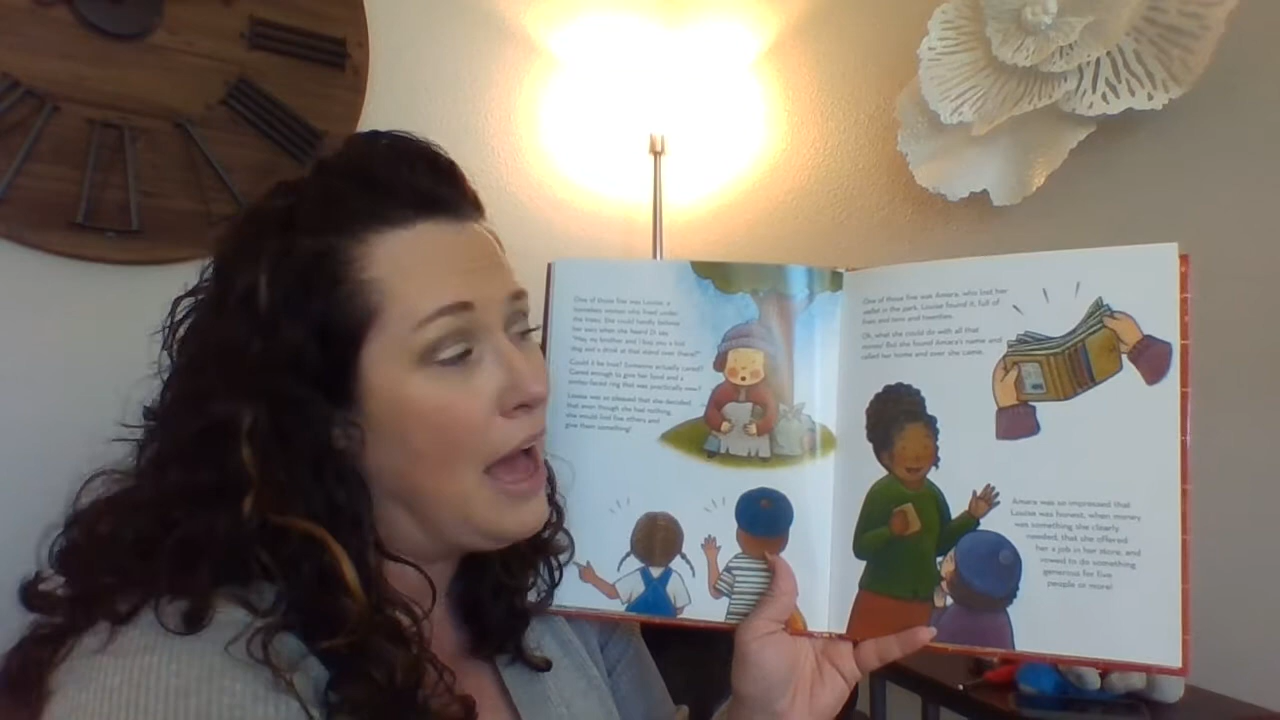 One of those five was Louise, a
homeless woman who lived under
the trees. She could hardly believe
her ears when she heard Di say
"May my brother and I buy you a hot
dog and a drink at that stand over there?"
Could it be true? Someone actually cared?
Cared enough to give her food and a
that was practically new?
Louise was so pleased that she decided,
that even though she had nothing,
she would find five others and
give them something!
One of those five was Amara, who lost her
wallet in the park. Louise found it, full of
fives and tens and twenties.
Oh, what she could do with all that
money! But she found Amara's name and
called her home and over she came.
Amara was so impressed that
Louise was honest, when money
was something she clearly
needed, that she offered
her a job in her store, and
vowed to do something
generous for five
people or more!